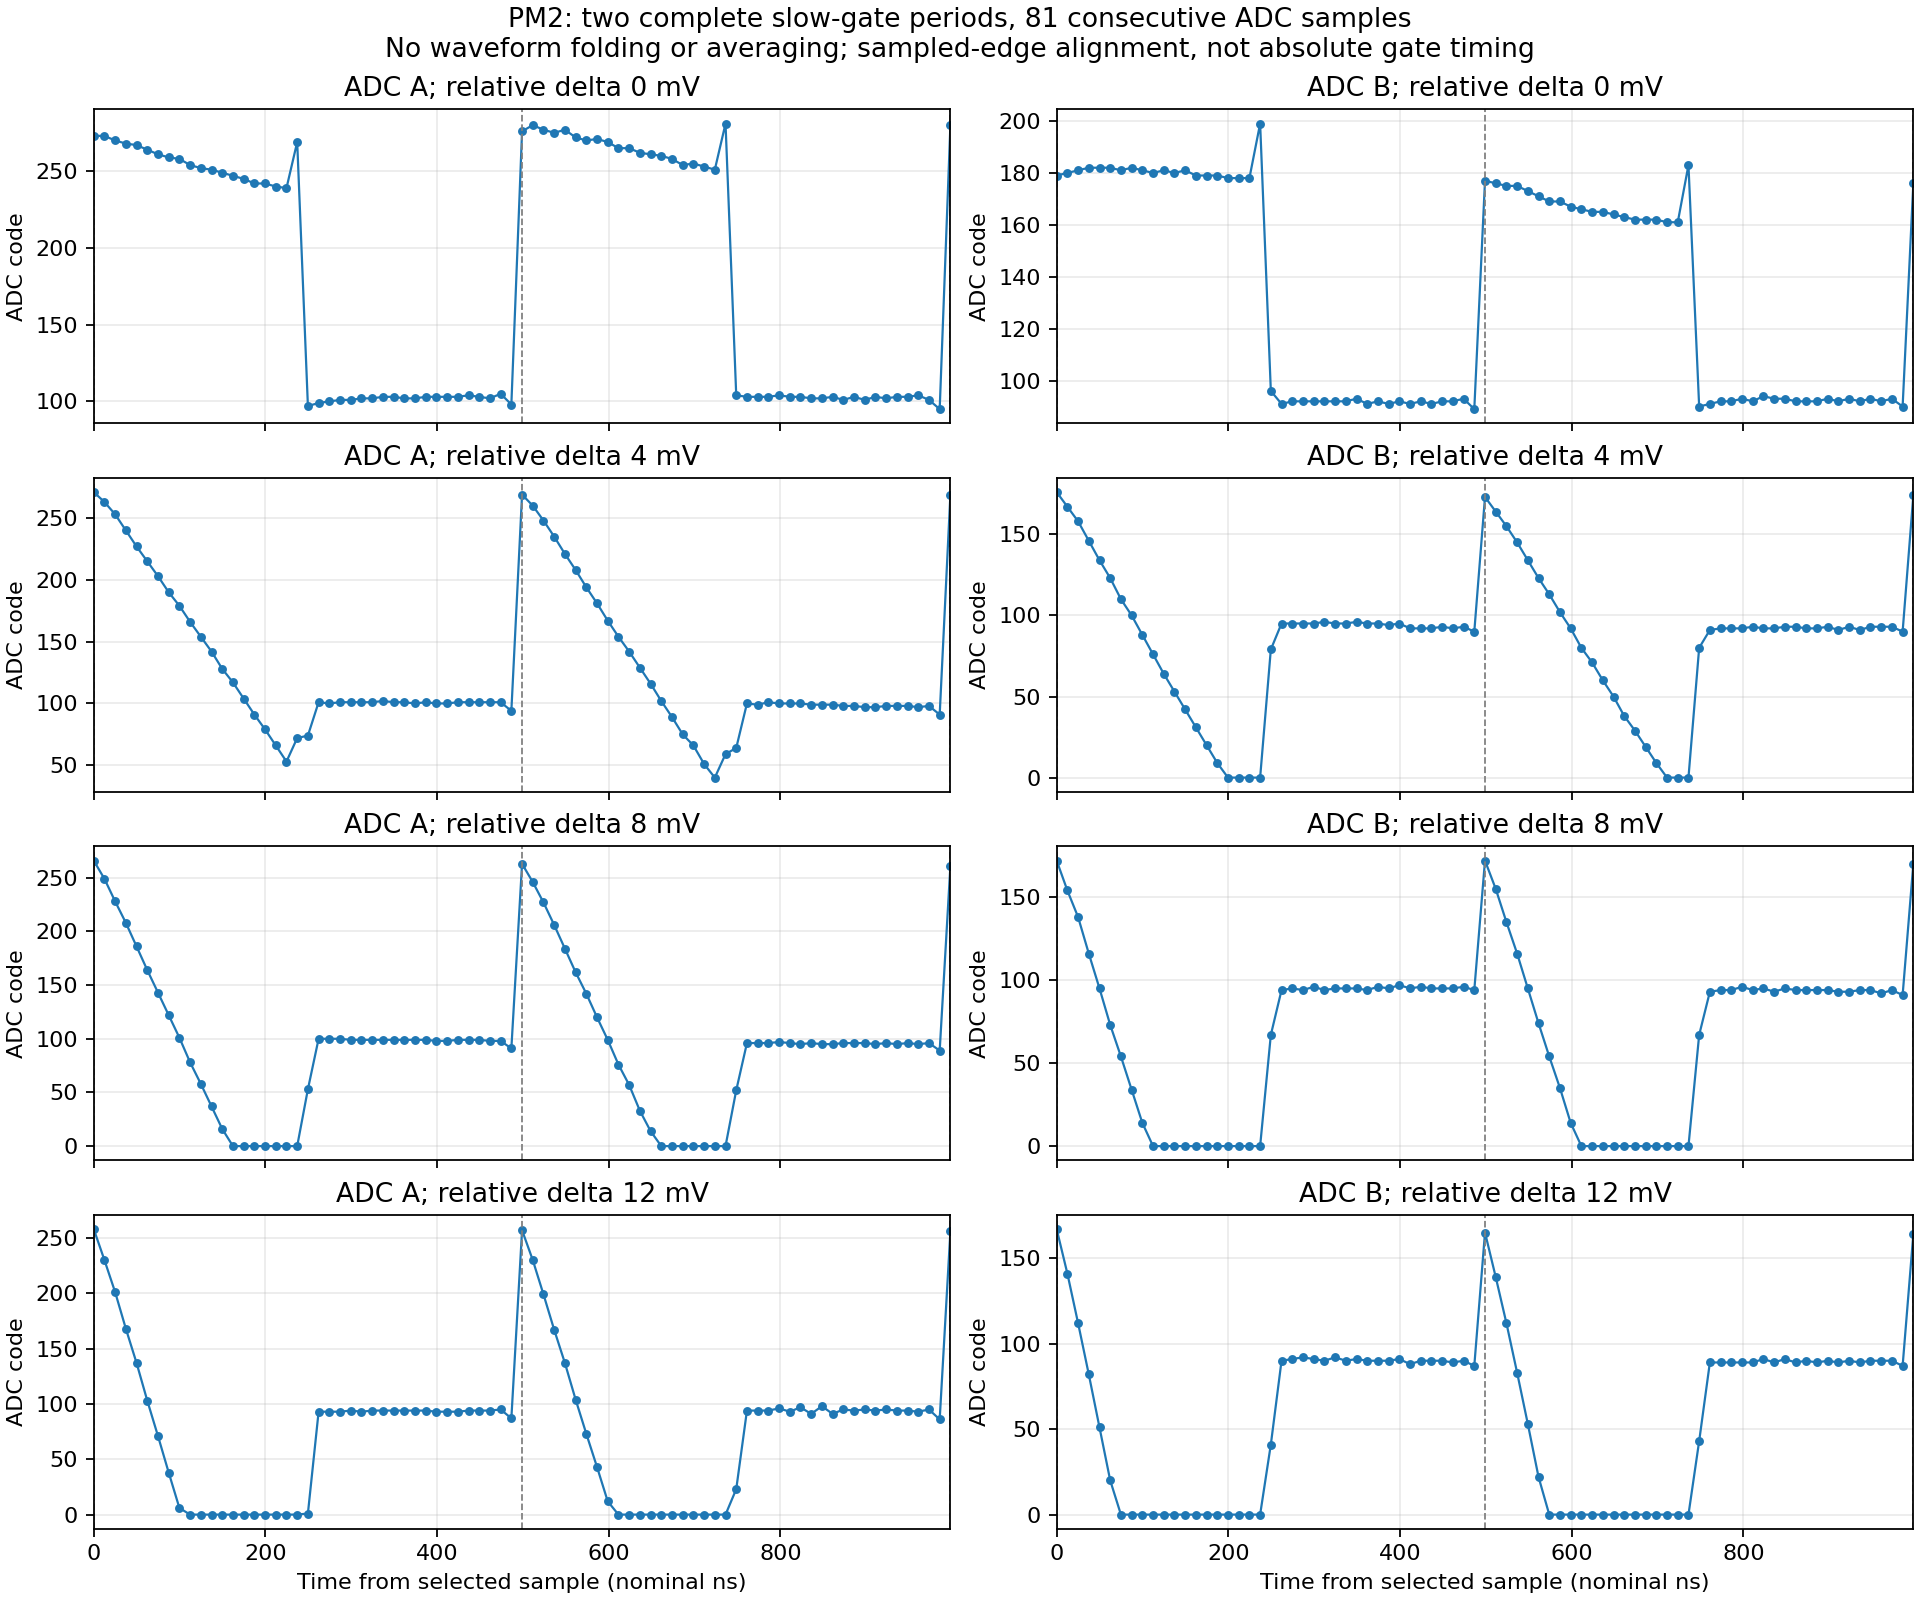 PM2: two complete slow-gate periods, 81 consecutive ADC samples
No waveform folding or averaging; sampled-edge alignment, not absolute gate timing
ADC A; relative delta 0 mV
ADC code
250
200
150
100
ADC B; relative delta 0 mV
ADC code
200
180
160
140
120
100
ADC A; relative delta 4 mV
ADC code
250
200
150
100
50
ADC B; relative delta 4 mV
ADC code
150
100
50
0
ADC A; relative delta 8 mV
ADC code
250
200
150
100
50
0
ADC B; relative delta 8 mV
ADC code
150
100
50
0
ADC A; relative delta 12 mV
ADC code
250
200
150
100
50
0
0 200 400 600 800
Time from selected sample (nominal ns)
ADC B; relative delta 12 mV
ADC code
150
100
50
0
0 200 400 600 800
Time from selected sample (nominal ns)